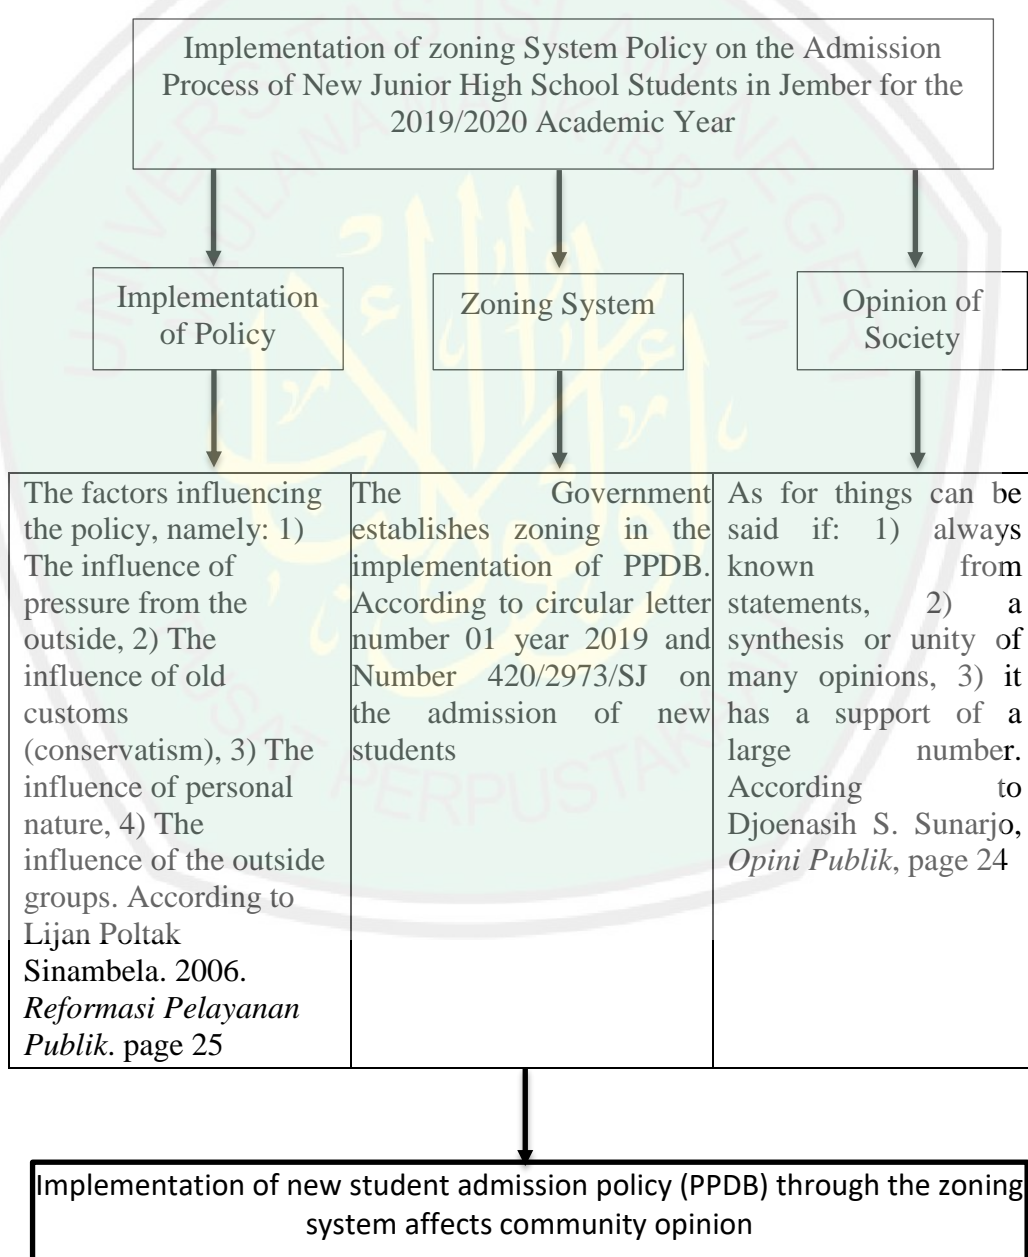 Implementation of zoning System Policy on the Admission
Process of New Junior High School Students in Jember for the
2019/2020 Academic Year
Implementation
of Policy
Zoning System
Opinion of
Society
The factors influencing
the policy, namely: 1)
The influence of
pressure from the
outside, 2) The
influence of old
customs
(conservatism), 3) The
influence of personal
nature, 4) The
influence of the outside
groups. According to
Lijan Poltak
Sinambela. 2006.
Reformasi Pelayanan
Publik. page 25
The Government
establishes zoning in the
implementation of PPDB.
According to circular letter
number 01 year 2019 and
Number 420/2973/SJ on
the admission of new
students
As for things can be
said if: 1) always
known from
statements, 2) a
synthesis or unity of
many opinions, 3) it
has a support of a
large number.
According to
Djoenasih S. Sunarjo,
Opini Publik, page 24
Implementation of new student admission policy (PPDB) through the zoning
system affects community opinion